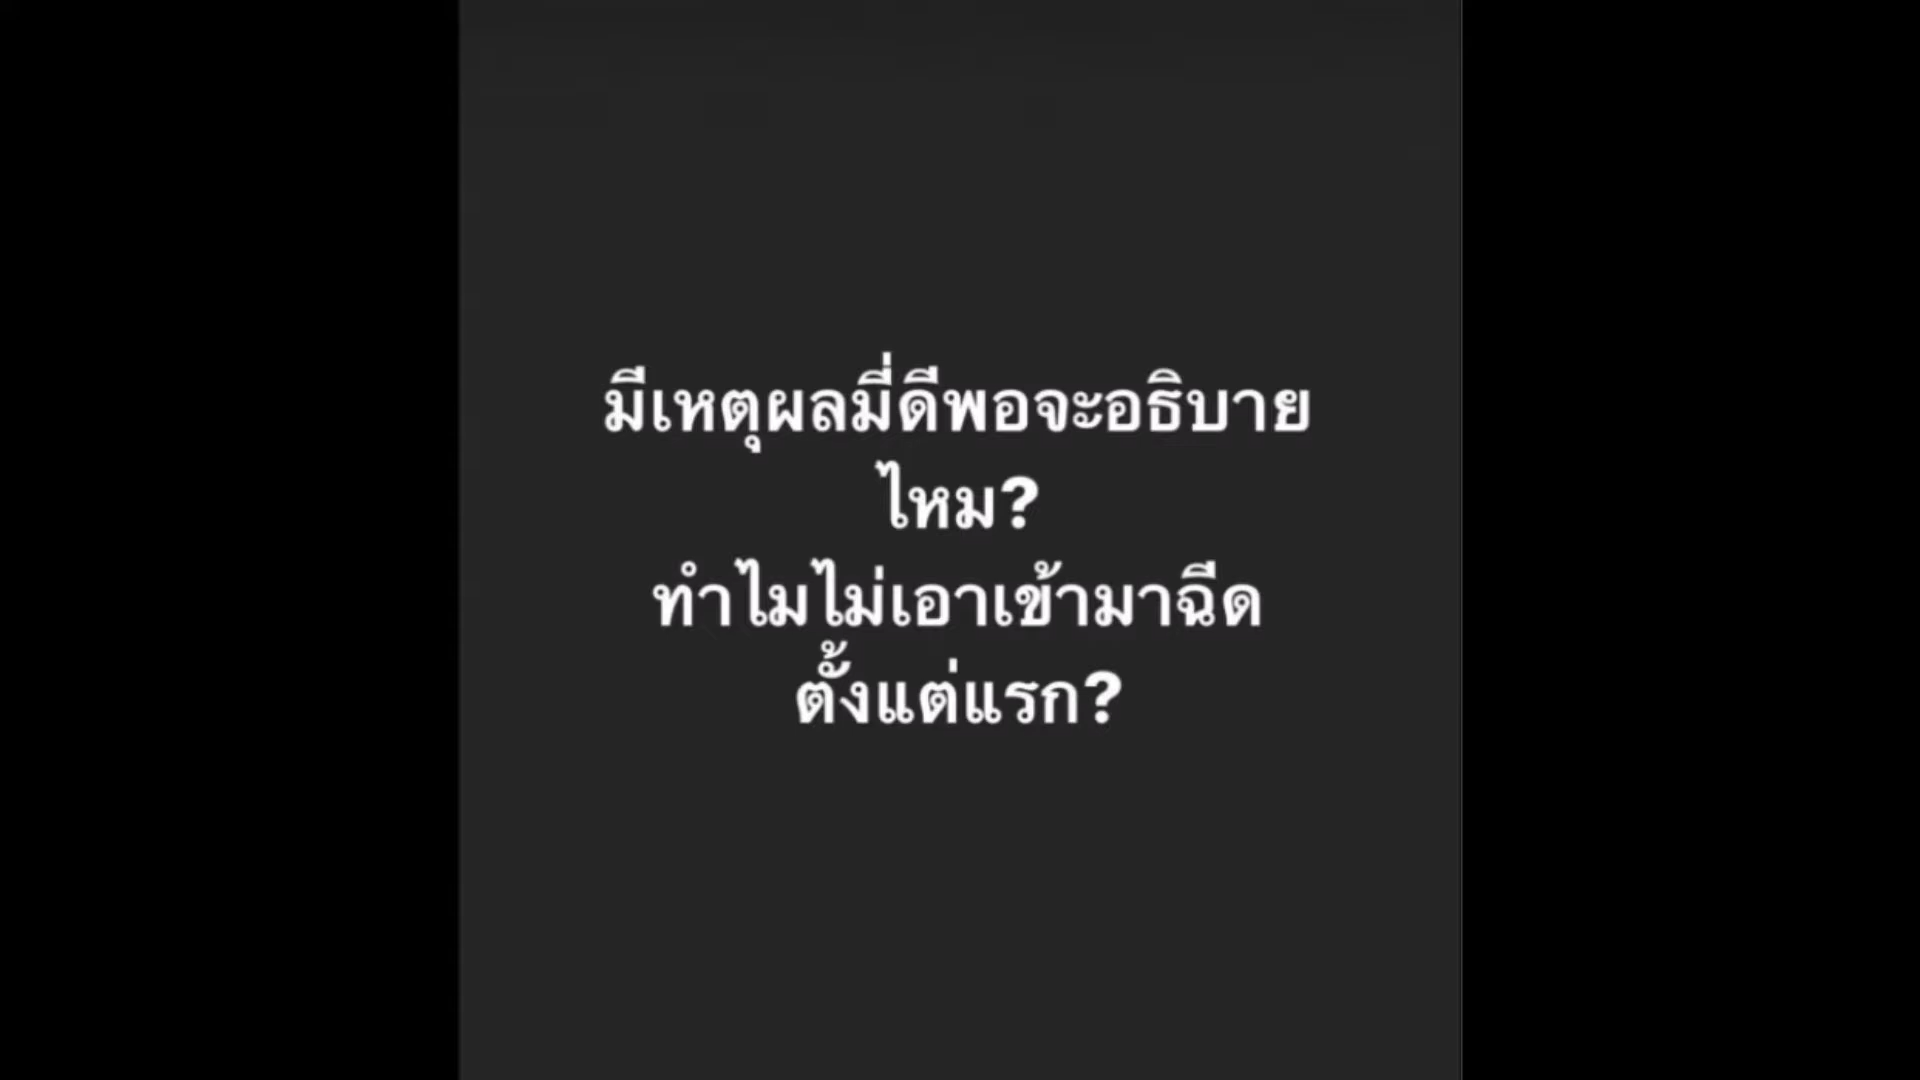 มีเหตุผลมี่ดีพอจะอธิบาย
ไหม?
ทำไมไม่เอาเข้ามาฉีด
ตั้งแต่แรก?